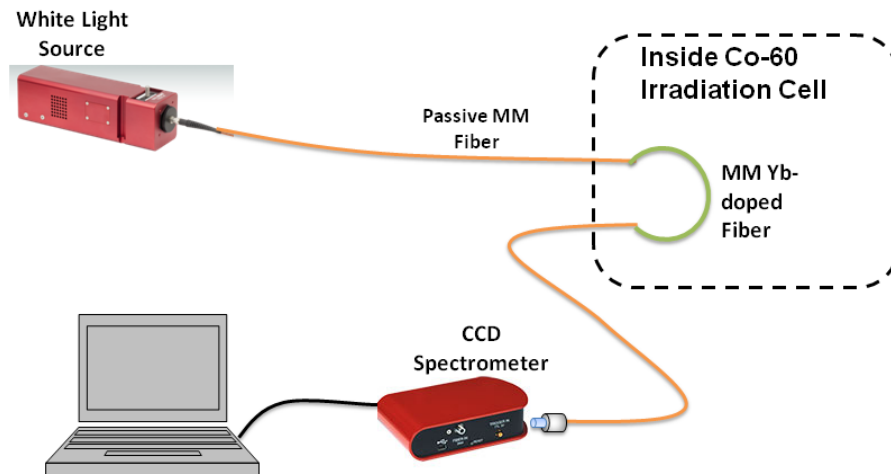 White Light
Source
Inside Co-60
Irradiation Cell
Passive MM
Fiber
MM Yb-
doped
Fiber
CCD
Spectrometer